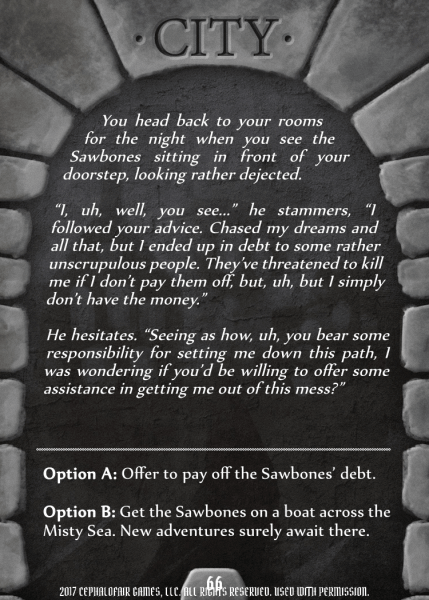 · CITY ·
You head back to your rooms
for the night when you see the
Sawbones sitting in front of your
doorstep, looking rather dejected.
“I, uh, well, you see...” he stammers, “I
followed your advice. Chased my dreams and
all that, but I ended up in debt to some rather
unscrupulous people. They’ve threatened to kill
me if I don’t pay them off, but, uh, but I simply
don’t have the money.”
He hesitates. “Seeing as how, uh, you bear some
responsibility for setting me down this path, I
was wondering if you’d be willing to offer some
assistance in getting me out of this mess?”
Option A: Offer to pay off the Sawbones’ debt.
Option B: Get the Sawbones on a boat across the
Misty Sea. New adventures surely await there.
66
2017 CEPHALOFAIR GAMES, LLC. ALL RIGHTS RESERVED. USED WITH PERMISSION.